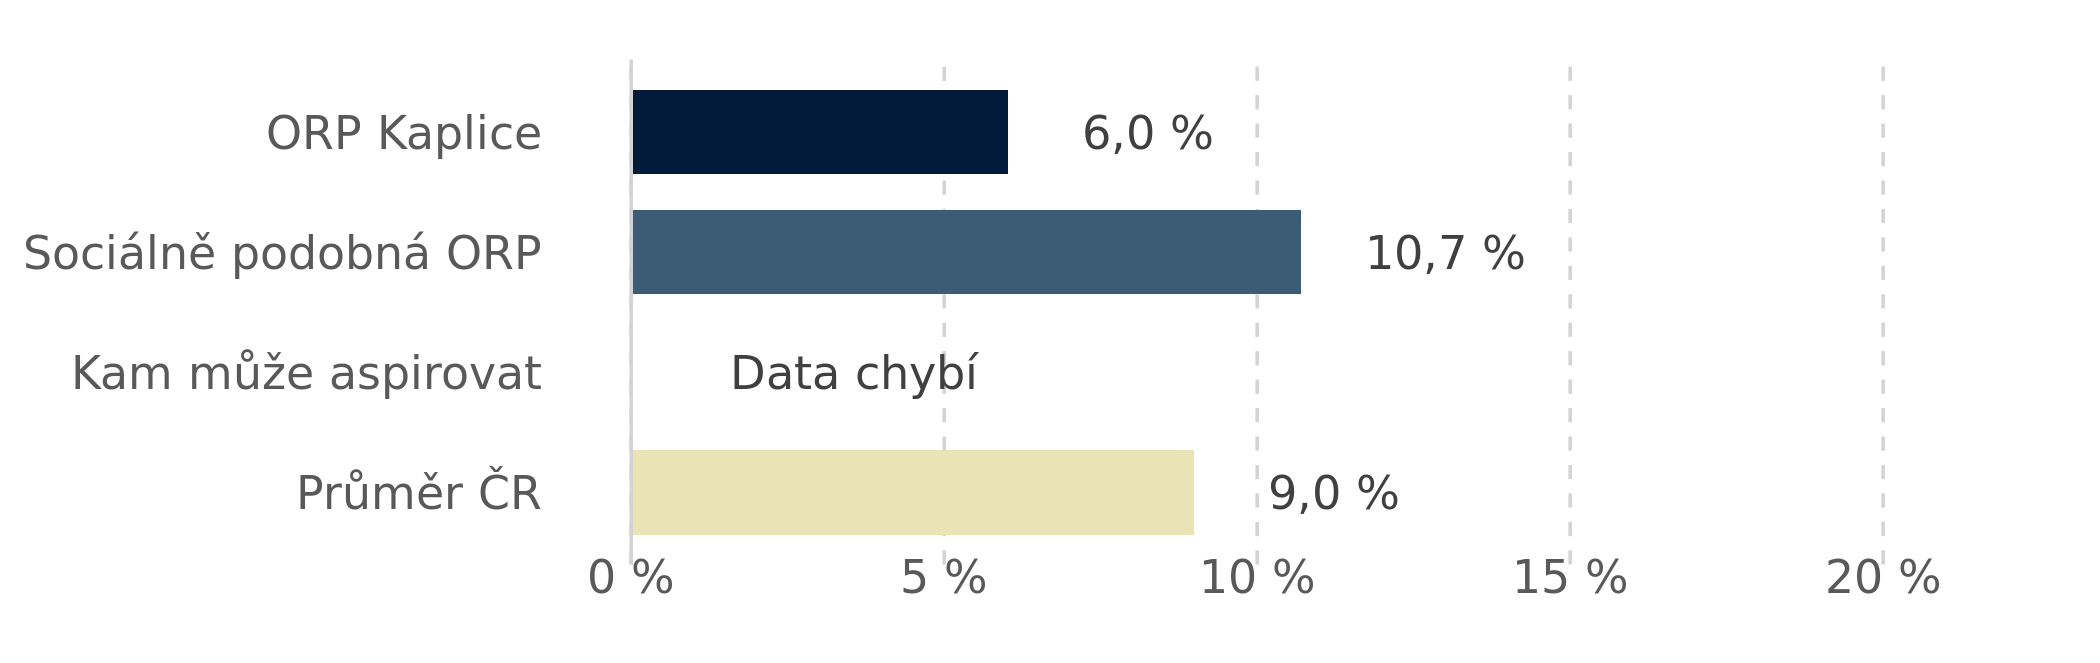 ORP Kaplice
6,0 %
Sociálně podobná ORP
10,7 %
Kam může aspirovat
Data chybí
Průměr ČR
9,0 %
0 %
5 %
10 %
15 %
20 %